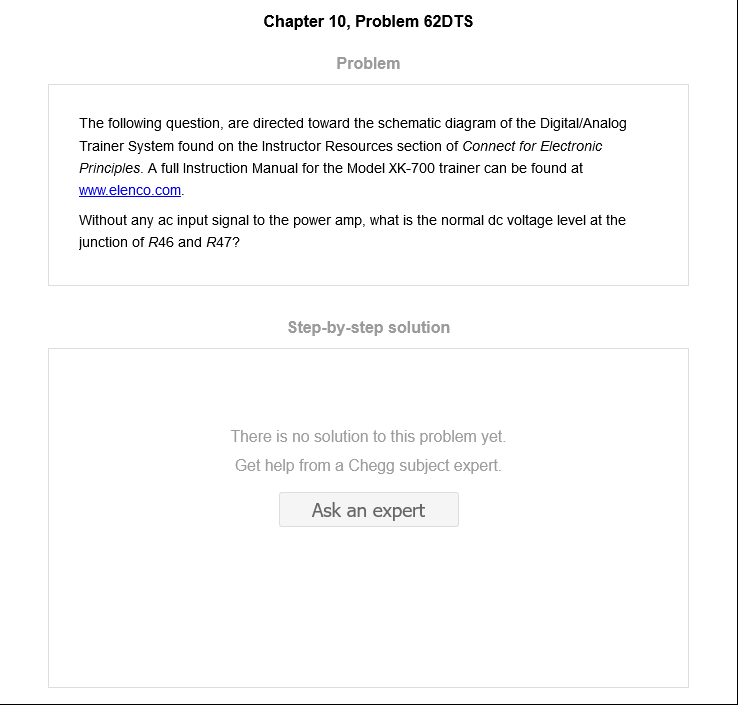 Chapter 10, Problem 62DTS
Problem
The following question, are directed toward the schematic diagram of the Digital/Analog
Trainer System found on the Instructor Resources section of Connect for Electronic
Principles. A full Instruction Manual for the Model XK-700 trainer can be found at
www.elenco.com.
Without any ac input signal to the power amp, what is the normal dc voltage level at the
junction of R46 and R47?
Step-by-step solution
There is no solution to this problem yet.
Get help from a Chegg subject expert.
Ask an expert